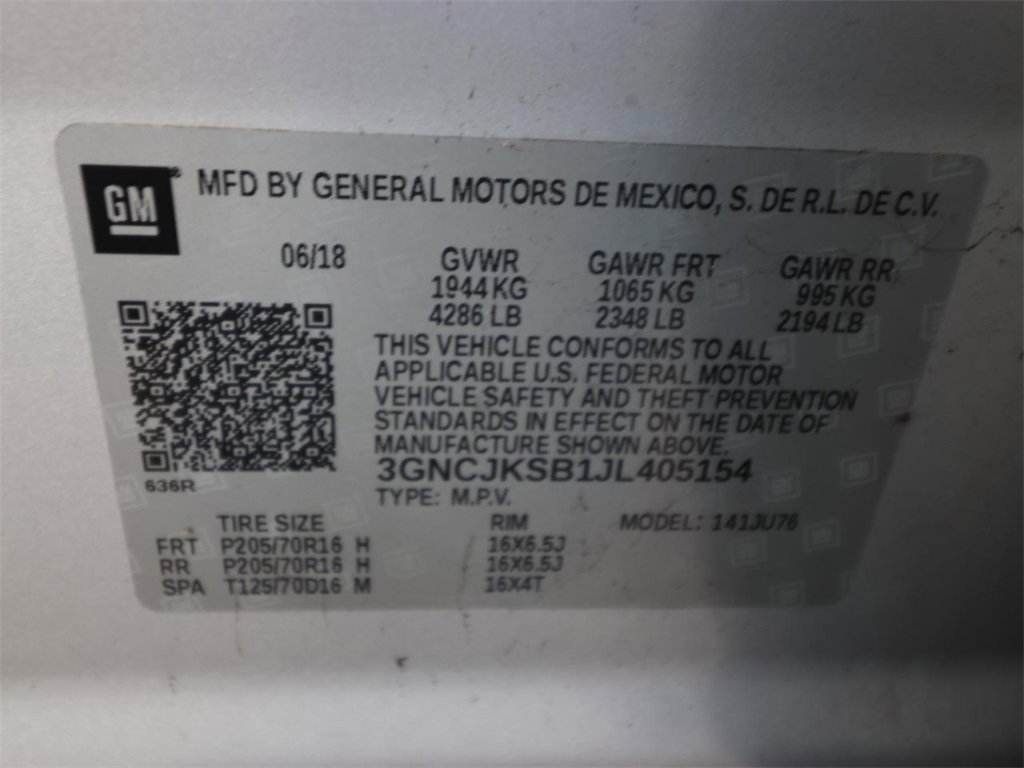 GM
MFD BY GENERAL MOTORS DE MEXICO, S. DE R.L. DE C.V.
06/18 GVWR GAWR FRT GAWR RR
1944 KG 1065 KG 995 KG
4286 LB 2348 LB 2194 LB
THIS VEHICLE CONFORMS TO ALL
APPLICABLE U.S. FEDERAL MOTOR
VEHICLE SAFETY AND THEFT PREVENTION
STANDARDS IN EFFECT ON THE DATE OF
MANUFACTURE SHOWN ABOVE.
3GNCJKSB1JL405154
636R
TYPE: M.P.V.
TIRE SIZE RIM MODEL: 141JU76
FRT P205/70R16 H 16X6.5J
RR P205/70R16 H 16X6.5J
SPA T125/70D16 M 16X4T